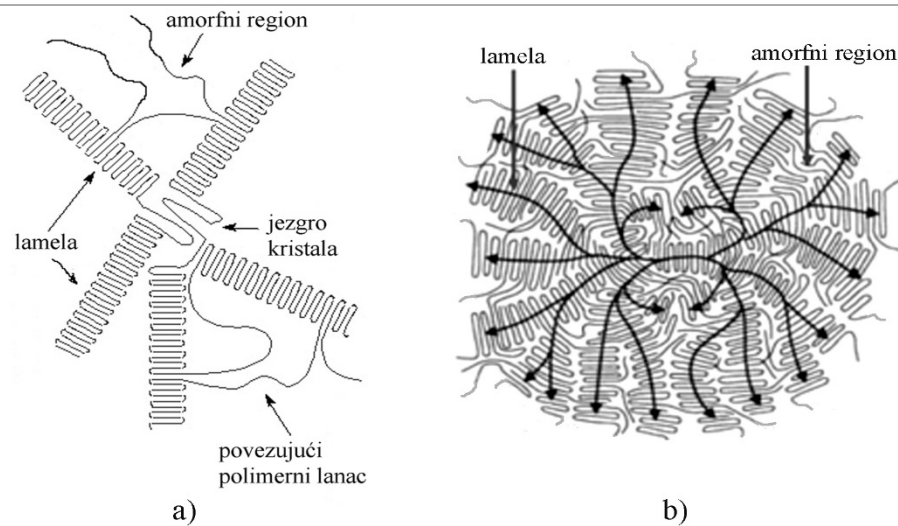 amorfni region
lamela
jezgro
kristala
povezujući
polimerni lanac
a)
lamela
amorfni region
b)